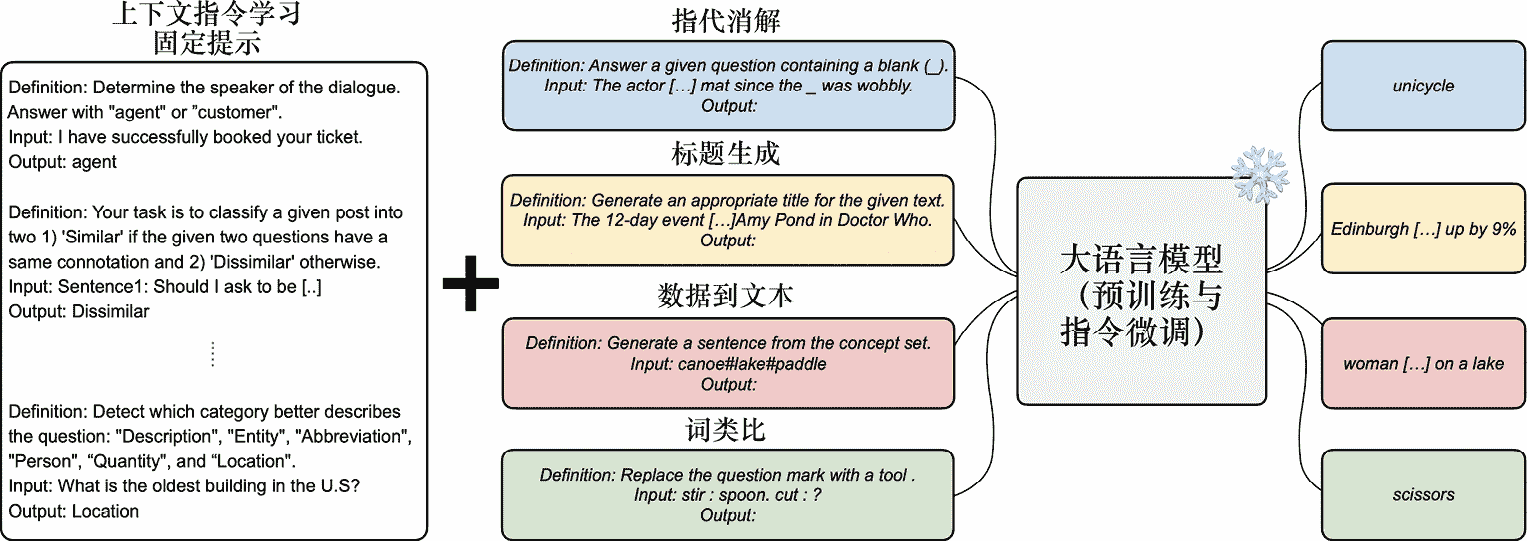 上下文指令学习
固定提示
Definition: Determine the speaker of the dialogue.
Answer with "agent" or "customer".
Input: I have successfully booked your ticket.
Output: agent
Definition: Your task is to classify a given post into
two 1) 'Similar' if the given two questions have a
same connotation and 2) 'Dissimilar' otherwise.
Input: Sentence1: Should I ask to be [..]
Output: Dissimilar
Definition: Detect which category better describes
the question: "Description", "Entity", "Abbreviation",
"Person", “Quantity", and “Location".
Input: What is the oldest building in the U.S?
Output: Location
指代消解
Definition: Answer a given question containing a blank (_).
Input: The actor […] mat since the _ was wobbly.
Output:
标题生成
Definition: Generate an appropriate title for the given text.
Input: The 12-day event […]Amy Pond in Doctor Who.
Output:
数据到文木
Definition: Generate a sentence from the concept set.
Input: canoe#lake#paddle
Output:
词类比
Definition: Replace the question mark with a tool .
Input: stir : spoon. cut : ?
Output:
大语言模型
（预训练与
指令微调）
unicycle
Edinburgh […] up by 9%
woman […] on a lake
scissors